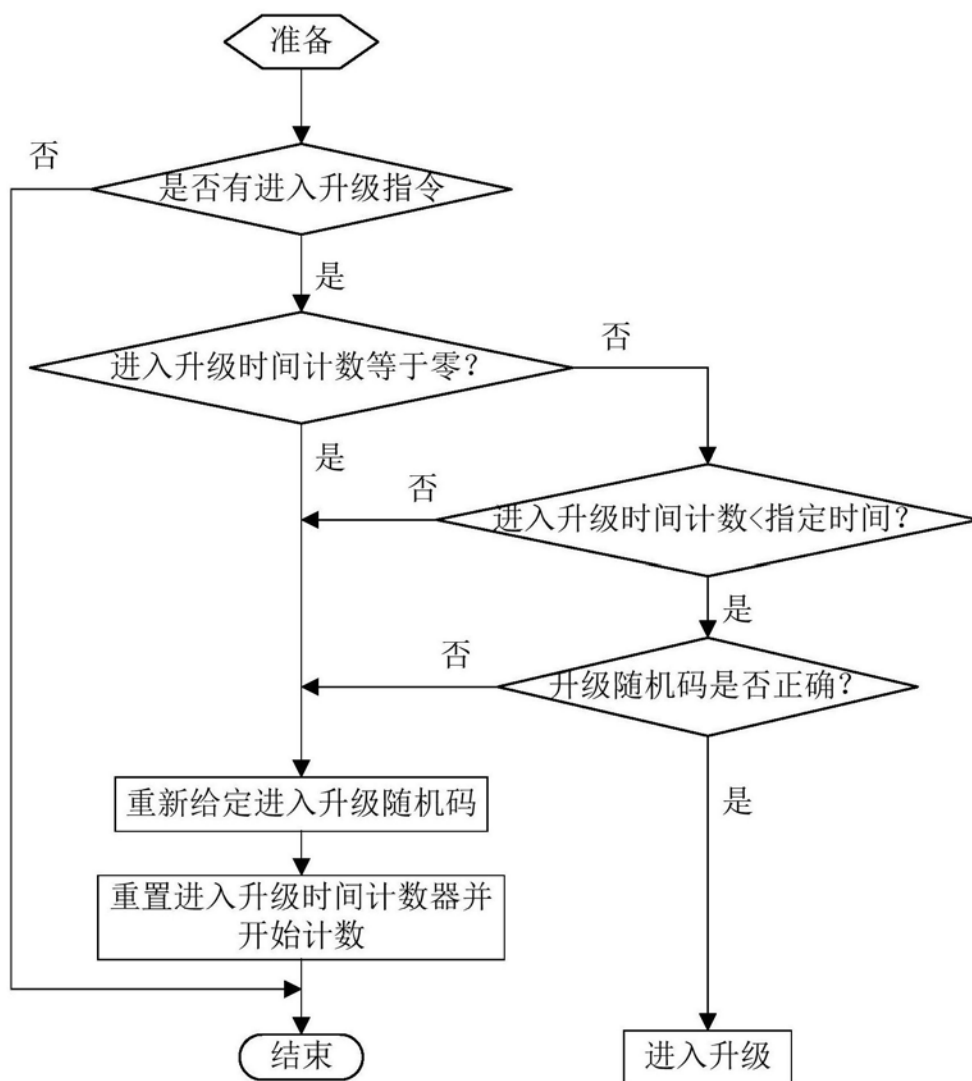 准备
否
是否有进入升级指令
是
进入升级时间计数等于零？
否
是
否
进入升级时间计数<指定时间？
是
否
升级随机码是否正确？
重新给定进入升级随机码
是
重置进入升级时间计数器并
开始计数
结束
进入升级